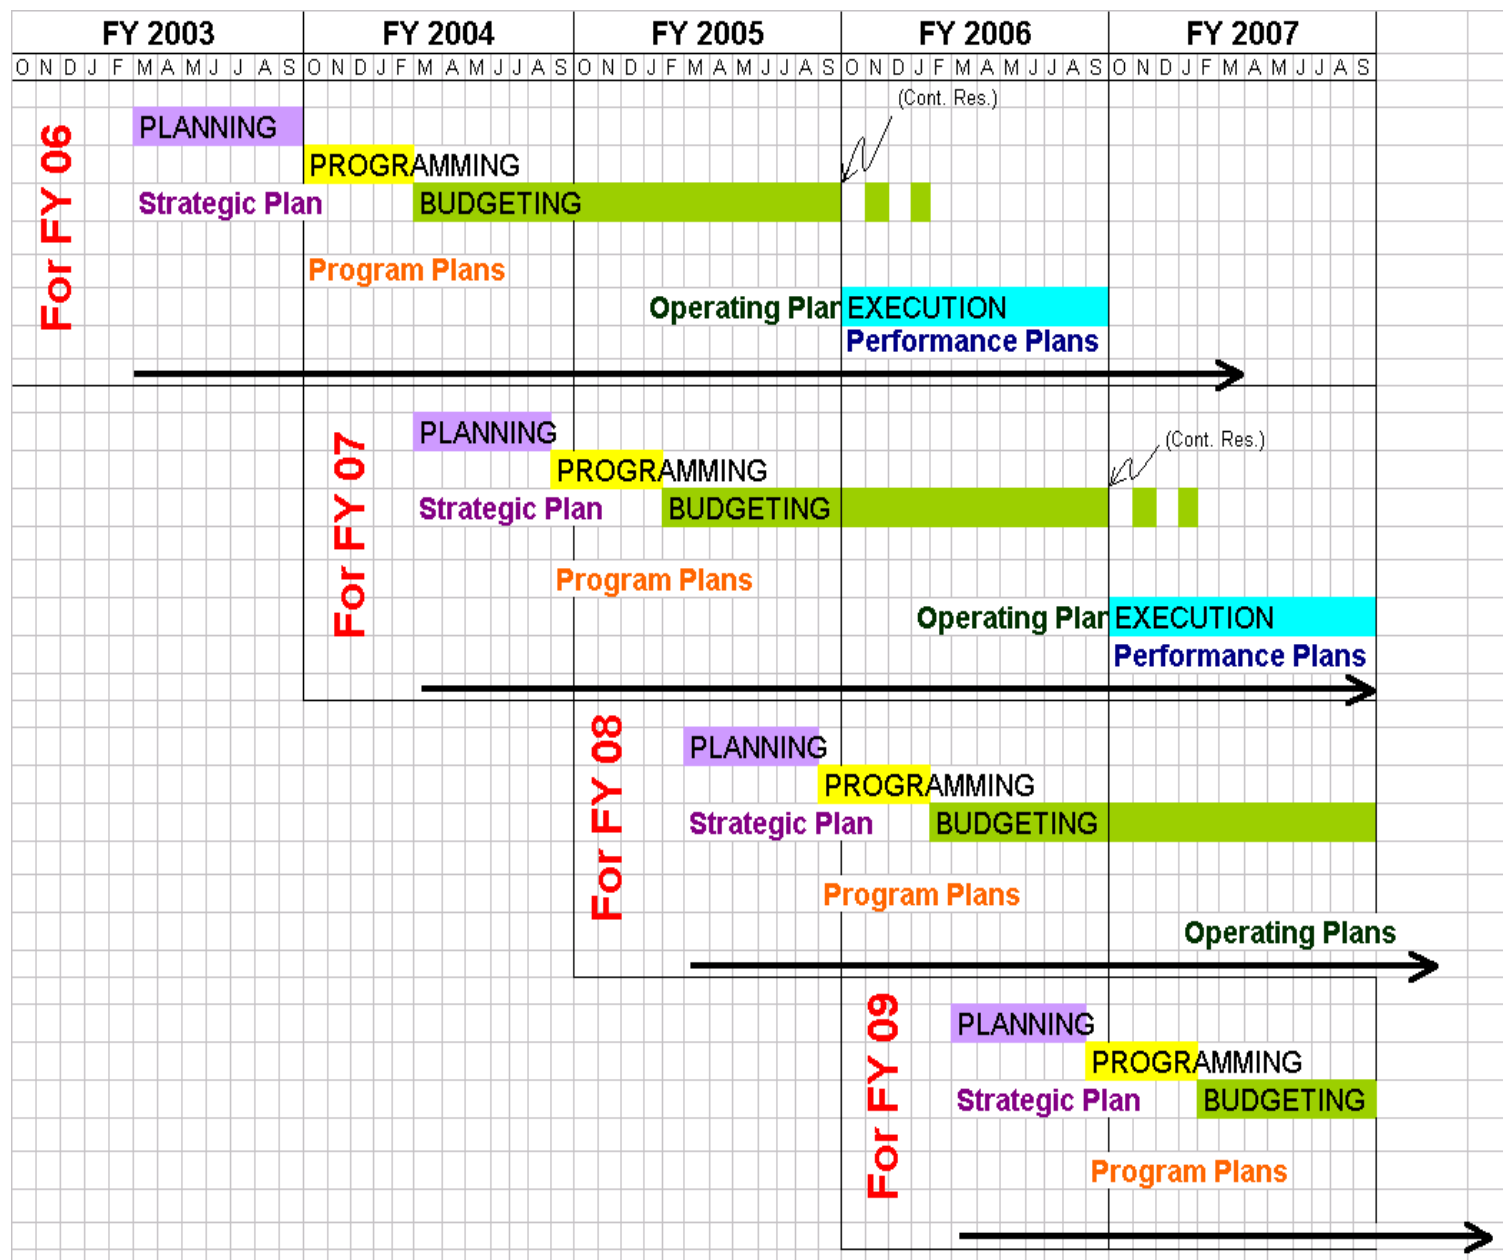 FY 2003 FY 2004 FY 2005 FY 2006 FY 2007
O N D J F M A M J J A S O N D J F M A M J J A S O N D J F M A M J J A S O N D J F M A M J J A S O N D J F M A M J J A S
(Cont. Res.)
For FY 06
PLANNING
PROGRAMMING
Strategic Plan BUDGETING
Program Plans
Operating Plan EXECUTION
Performance Plans
For FY 07
PLANNING
(Cont. Res.)
PROGRAMMING
Strategic Plan BUDGETING
Program Plans
Operating Plan EXECUTION
Performance Plans
For FY 08
PLANNING
PROGRAMMING
Strategic Plan BUDGETING
Program Plans
Operating Plans
For FY 09
PLANNING
PROGRAMMING
Strategic Plan BUDGETING
Program Plans